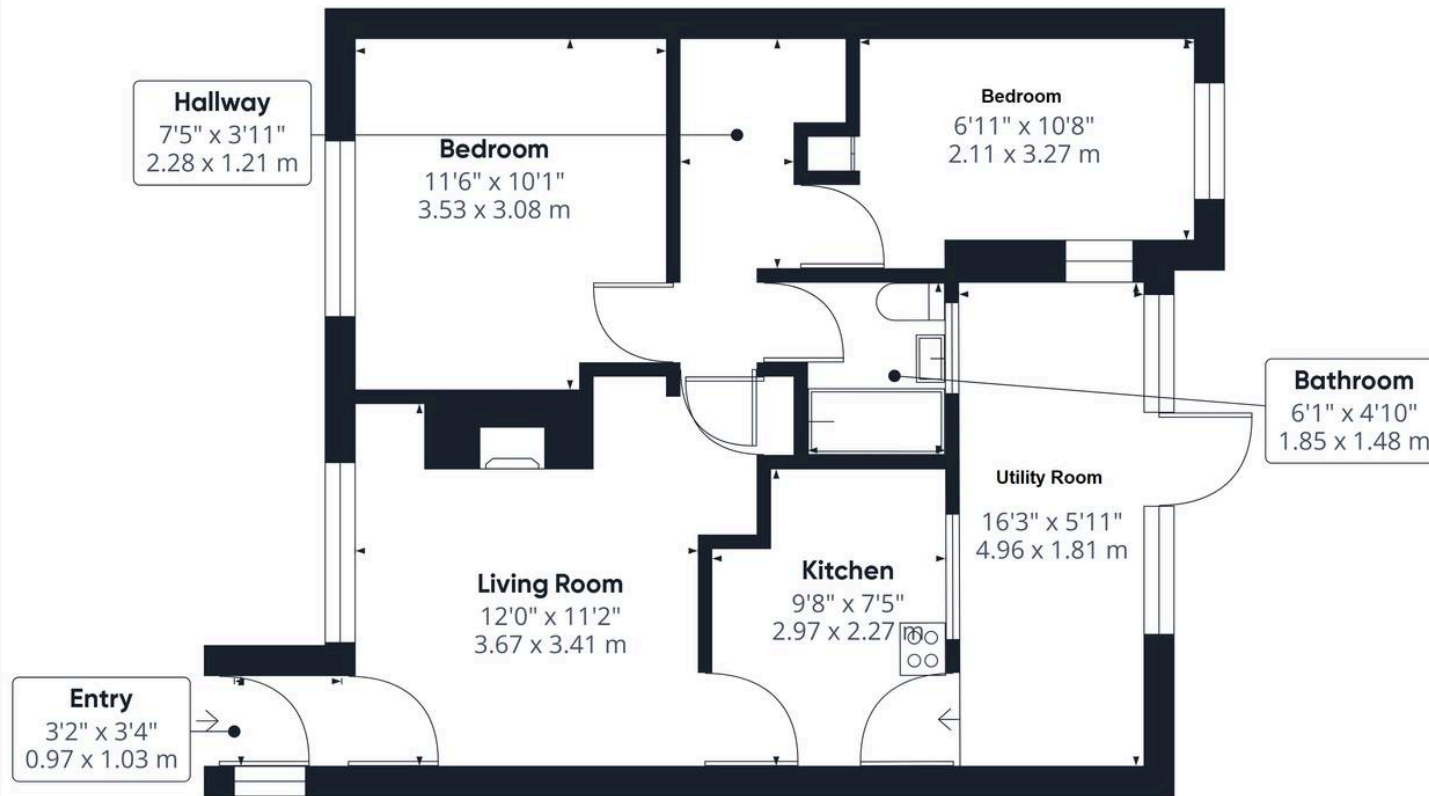 Hallway
7'5" x 3'11"
2.28 x 1.21 m
Bedroom
11'6" x 10'1"
3.53 x 3.08 m
Bedroom
6'11" x 10'8"
2.11 x 3.27 m
Bathroom
6'1" x 4'10"
1.85 x 1.48 m
Utility Room
16'3" x 5'11"
4.96 x 1.81 m
Kitchen
9'8" x 7'5"
2.97 x 2.27 m
Living Room
12'0" x 11'2"
3.67 x 3.41 m
Entry
3'2" x 3'4"
0.97 x 1.03 m